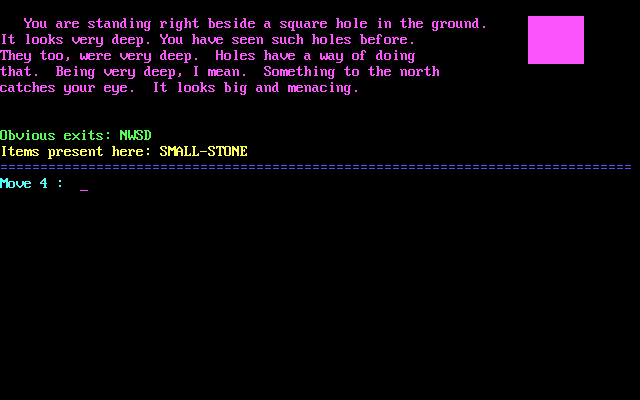 You are standing right beside a square hole in the ground.
It looks very deep. You have seen such holes before.
They too, were very deep.  Holes have a way of doing
that.  Being very deep, I mean.  Something to the north
catches your eye.  It looks big and menacing.
Obvious exits: NWSD
Items present here: SMALL-STONE
===============================================================================
Move 4 :  _